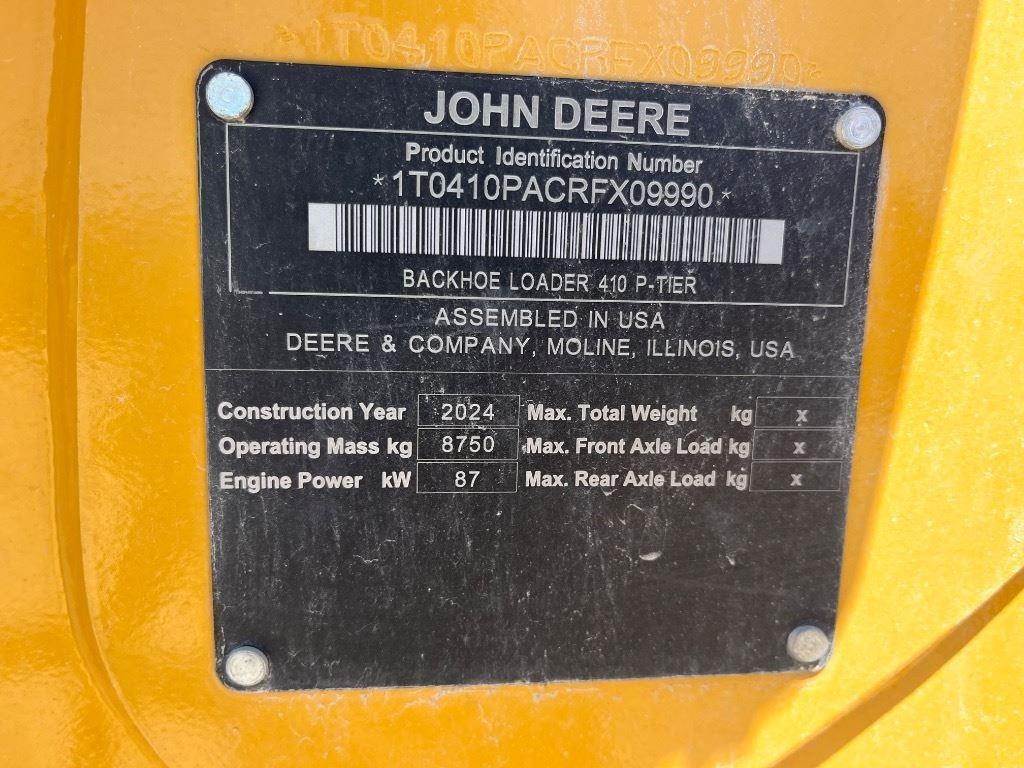 *1T0410PACRFX09990*
JOHN DEERE
Product Identification Number
*1T0410PACRFX09990*
BACKHOE LOADER 410 P-TIER
ASSEMBLED IN USA
DEERE & COMPANY, MOLINE, ILLINOIS, USA
Construction Year 2024 Max. Total Weight kg x
Operating Mass kg 8750 Max. Front Axle Load kg x
Engine Power kW 87 Max. Rear Axle Load kg x